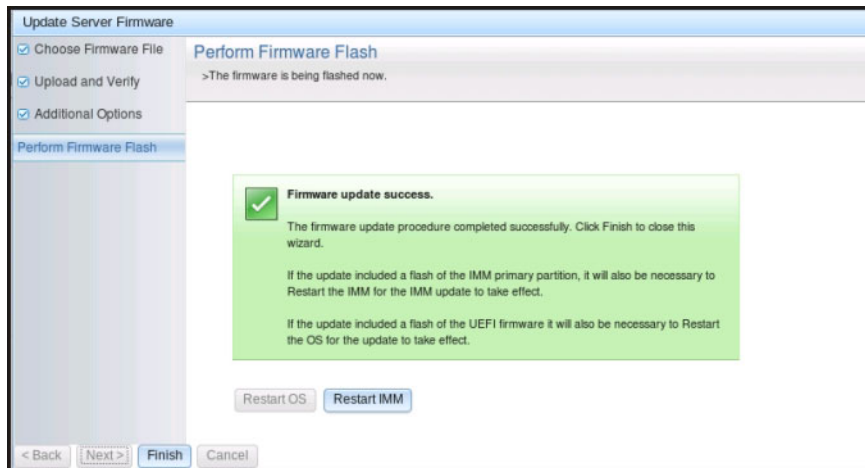 Update Server Firmware
Choose Firmware File
Upload and Verify
Additional Options
Perform Firmware Flash
Perform Firmware Flash
>The firmware is being flashed now.
Firmware update success.
The firmware update procedure completed successfully. Click Finish to close this
wizard.
If the update included a flash of the IMM primary partition, it will also be necessary to
Restart the IMM for the IMM update to take effect.
If the update included a flash of the UEFI firmware it will also be necessary to Restart
the OS for the update to take effect.
Restart OS Restart IMM
< Back Next > Finish Cancel